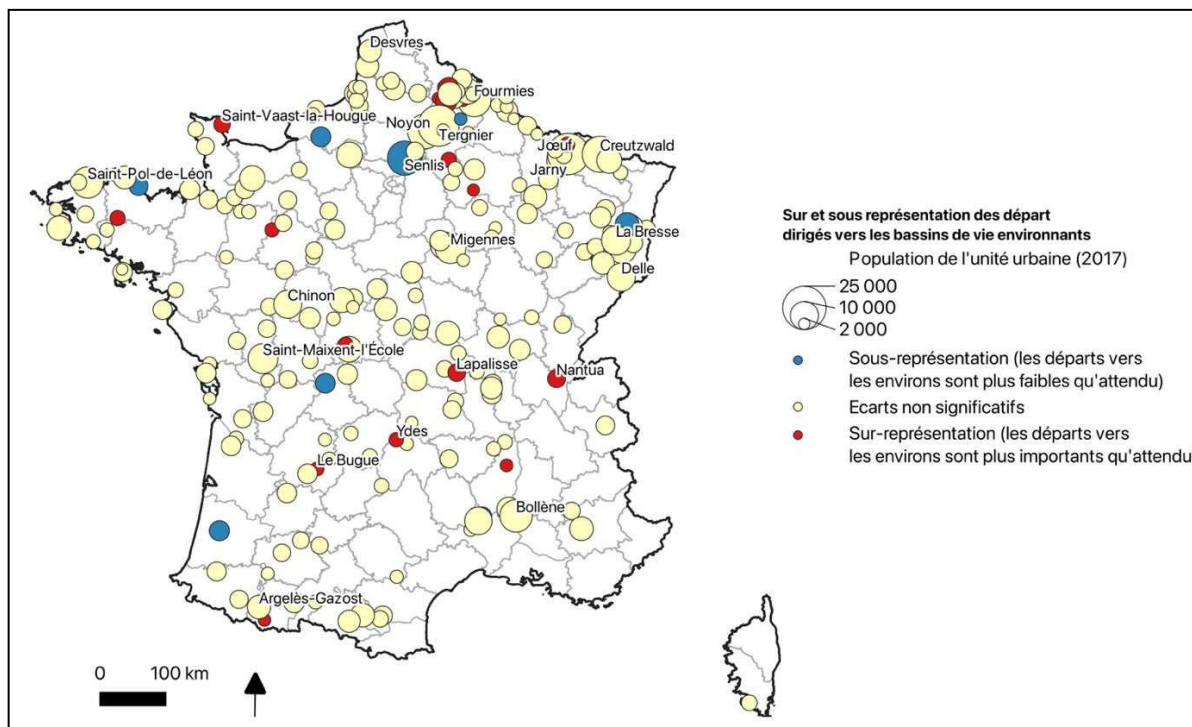 Desvres
Fourmies
Saint-Vaast-la-Hougue
Noyon
Tergnier
Jœuf
Creutzwald
Jarny
Senlis
Saint-Pol-de-Léon
La Bresse
Migennes
Delle
Chinon
Saint-Maixent-l'École
Lapalisse
Nantua
Ydes
Le Bugue
Bollène
Argelès-Gazost
0 100 km
Sur et sous représentation des départ
dirigés vers les bassins de vie environnants
Population de l'unité urbaine (2017)
25 000
10 000
2 000
Sous-représentation (les départs vers
les environs sont plus faibles qu'attendu)
Ecarts non significatifs
Sur-représentation (les départs vers
les environs sont plus importants qu'attendu